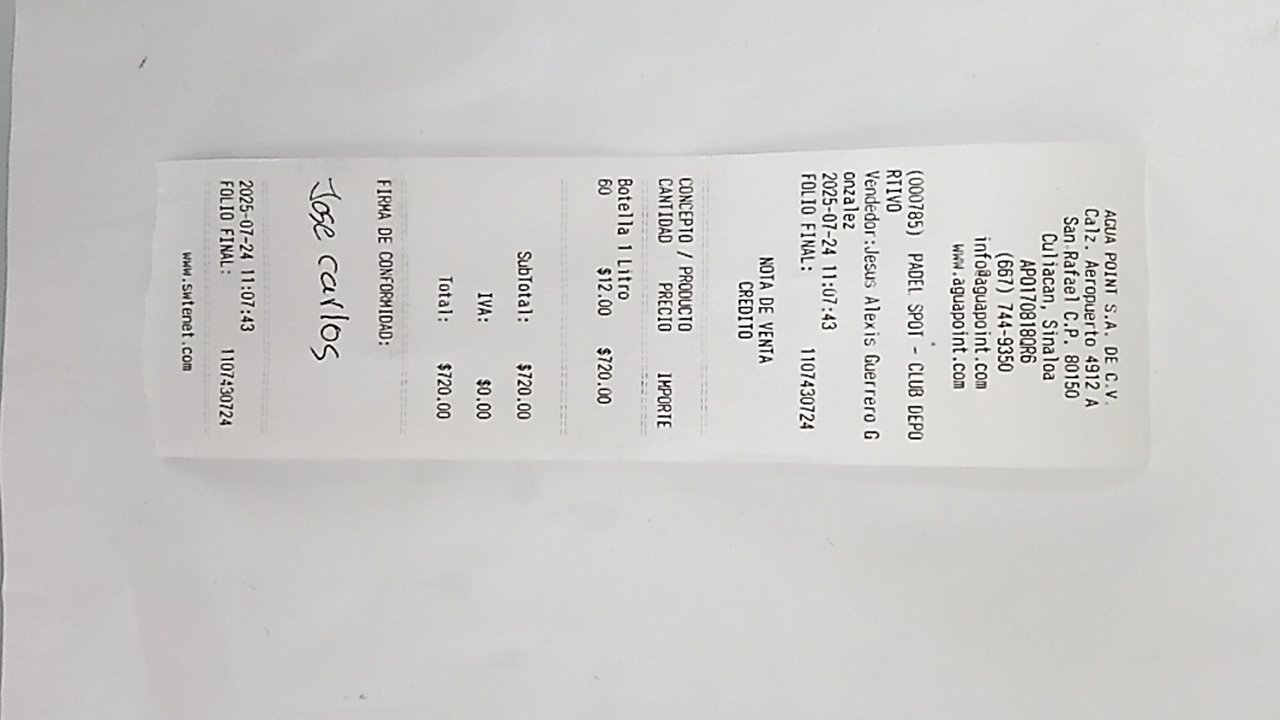 AGUA POINT S.A. DE C.V.
Calz. Aeropuerto 4912 A
San Rafael C.P. 80150
Culiacan, Sinaloa
APO170818QR6
(667) 744-9350
info@aguapoint.com
www.aguapoint.com
(000785) PADEL SPOT - CLUB DEPO
RTIVO
Vendedor:Jesus Alexis Guerrero G
onzalez
2025-07-24 11:07:43
FOLIO FINAL: 1107430724
NOTA DE VENTA
CREDITO
CONCEPTO / PRODUCTO
CANTIDAD PRECIO IMPORTE
Botella 1 Litro
60 $12.00 $720.00
SubTotal: $720.00
IVA: $0.00
Total: $720.00
FIRMA DE CONFORMIDAD:
Jose carlos
2025-07-24 11:07:43
FOLIO FINAL: 1107430724
www.swtenet.com